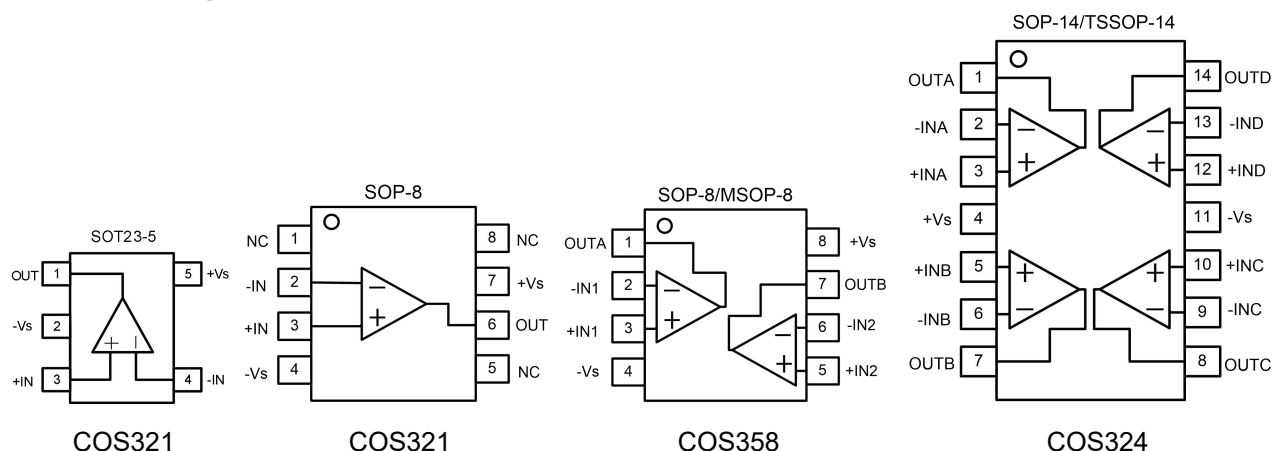 SOT23-5
OUT 1 5 +Vs
-Vs 2
+IN 3 4 -IN
+ −
COS321
SOP-8
NC 1 8 NC
-IN 2 7 +Vs
+IN 3 6 OUT
-Vs 4 5 NC
−
+
COS321
SOP-8/MSOP-8
OUTA 1 8 +Vs
-IN1 2 7 OUTB
+IN1 3 6 -IN2
-Vs 4 5 +IN2
− −
+ +
COS358
SOP-14/TSSOP-14
OUTA 1 14 OUTD
-INA 2 − − 13 -IND
+INA 3 + + 12 +IND
+Vs 4 11 -Vs
+INB 5 + + 10 +INC
-INB 6 − − 9 -INC
OUTB 7 8 OUTC
COS324